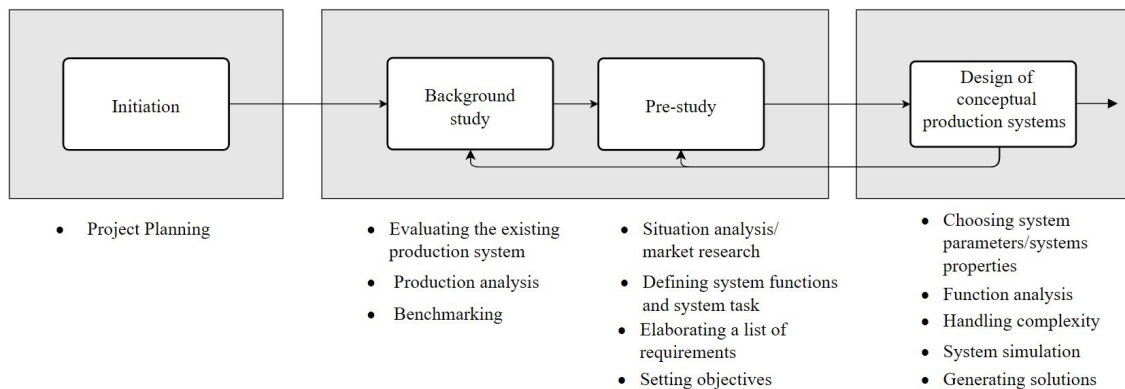 Initiation
Background
study
Pre-study
Design of
conceptual
production systems
● Project Planning
● Evaluating the existing
production system
● Production analysis
● Benchmarking
● Situation analysis/
market research
● Defining system functions
and system task
● Elaborating a list of
requirements
● Setting objectives
● Choosing system
parameters/systems
properties
● Function analysis
● Handling complexity
● System simulation
● Generating solutions